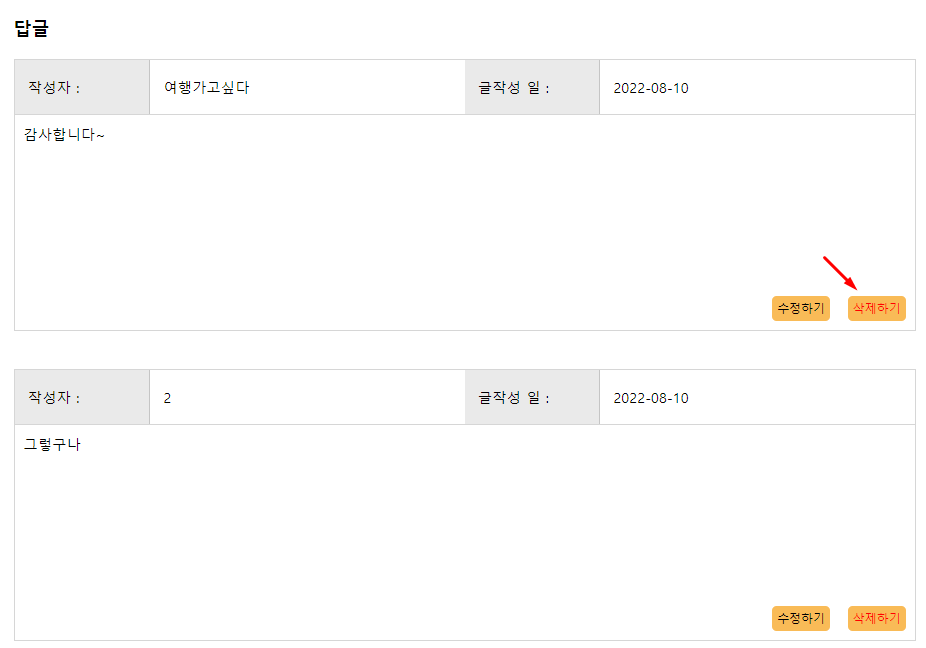 답글
작성자 : 여행가고싶다 글작성 일 : 2022-08-10
감사합니다~
수정하기 삭제하기
작성자 : 2 글작성 일 : 2022-08-10
그렇구나
수정하기 삭제하기